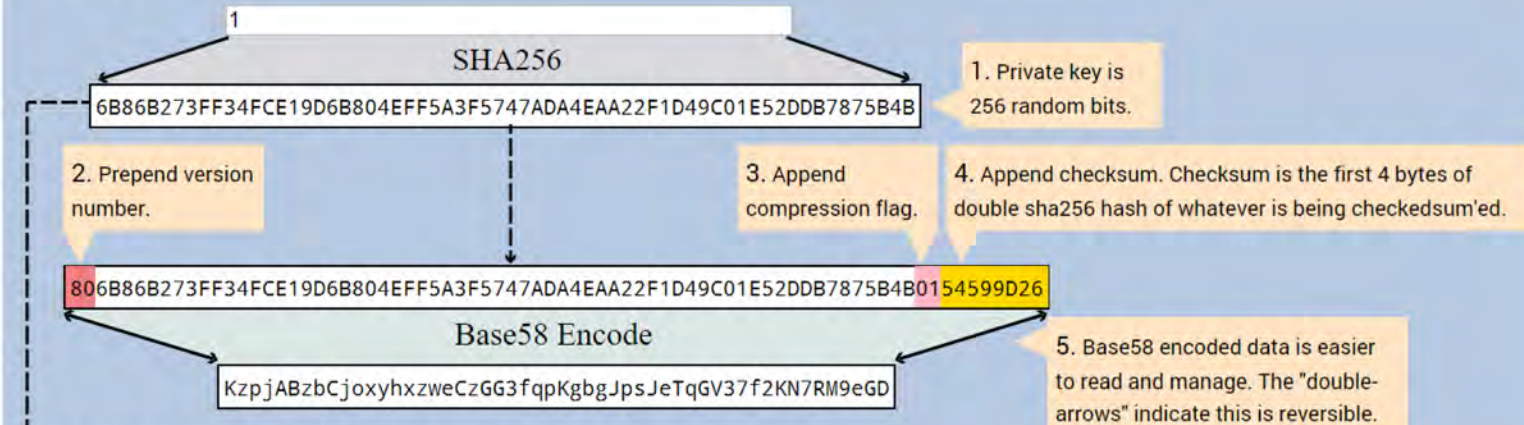 1
SHA256
1. Private key is
256 random bits.
6B86B273FF34FCE19D6B804EFF5A3F5747ADA4EAA22F1D49C01E52DDB7875B4B
2. Prepend version
number.
3. Append
compression flag.
4. Append checksum. Checksum is the first 4 bytes of
double sha256 hash of whatever is being checkedsum'ed.
806B86B273FF34FCE19D6B804EFF5A3F5747ADA4EAA22F1D49C01E52DDB7875B4B0154599D26
Base58 Encode
5. Base58 encoded data is easier
to read and manage. The "double-
arrows" indicate this is reversible.
KzpjABzbCjoxyhxzweCzGG3fqpKgbgJpsJeTqGV37f2KN7RM9eGD